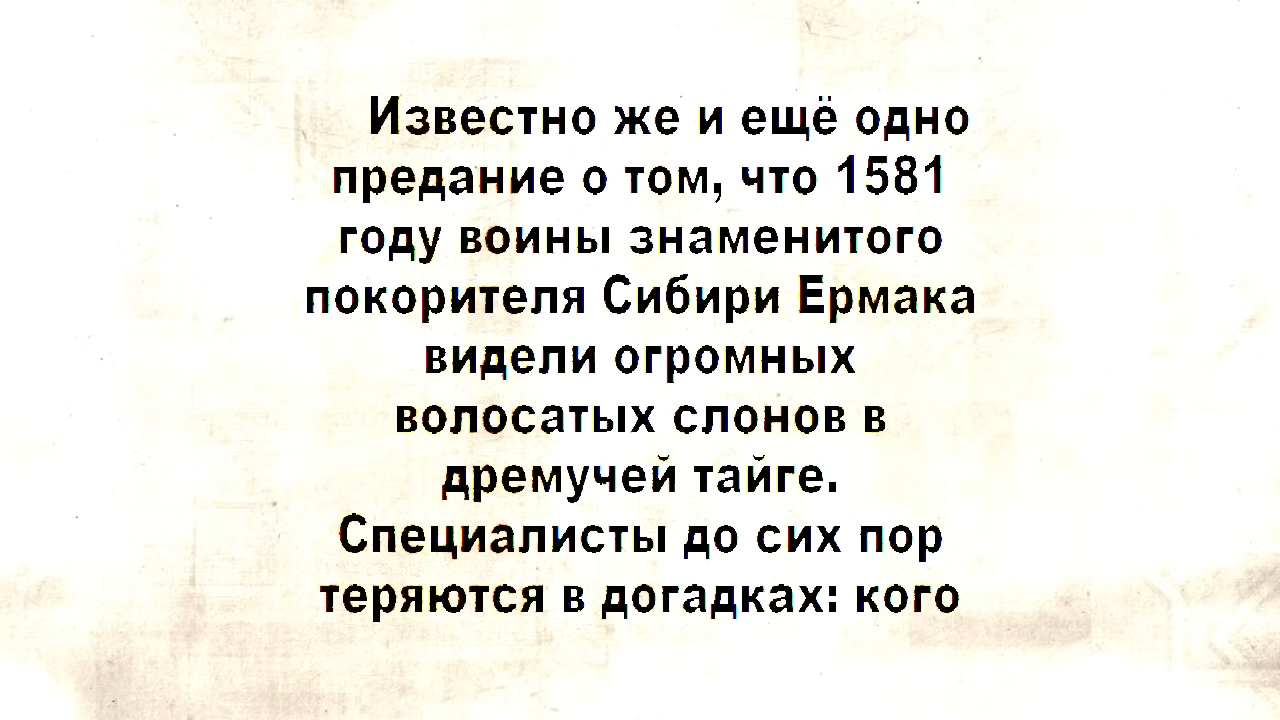 Известно же и ещё одно
предание о том, что 1581
году воины знаменитого
покорителя Сибири Ермака
видели огромных
волосатых слонов в
дремучей тайге.
Специалисты до сих пор
теряются в догадках: кого